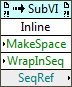 SubVI
Inline
MakeSpace
WrapInSeq
SeqRef